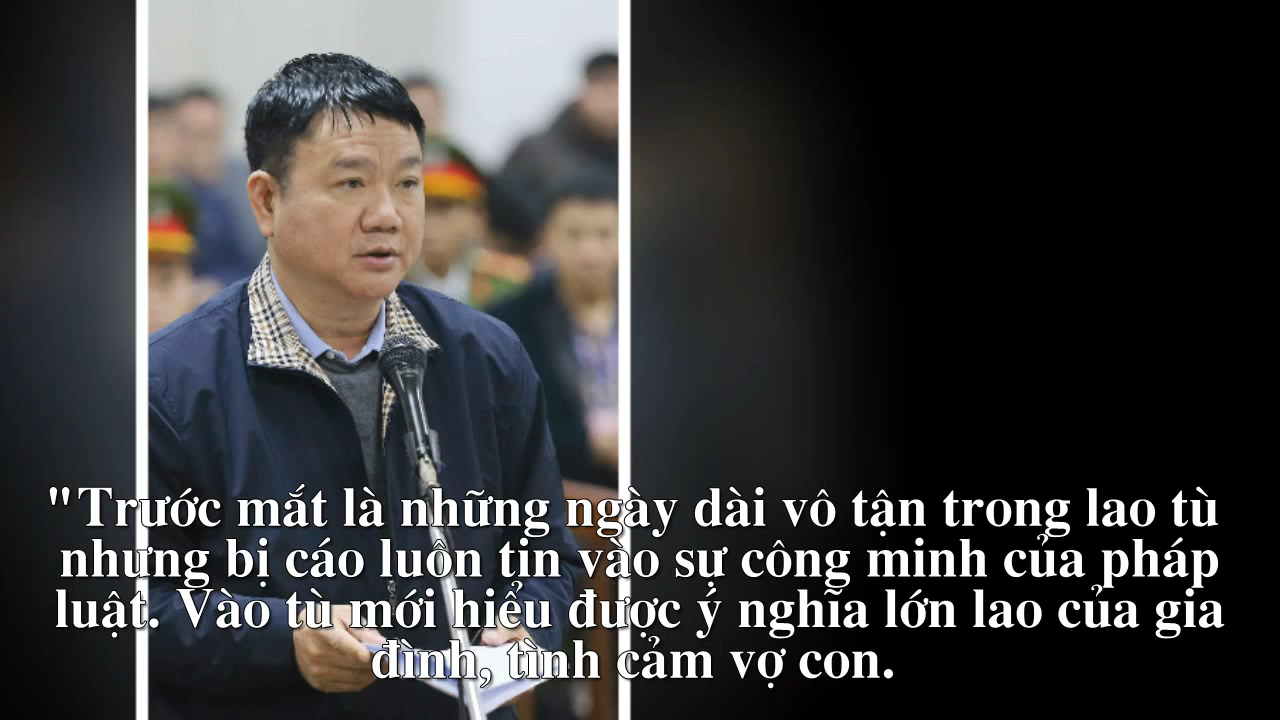 "Trước mắt là những ngày dài vô tận trong lao tù
nhưng bị cáo luôn tin vào sự công minh của pháp
luật. Vào tù mới hiểu được ý nghĩa lớn lao của gia
đình, tình cảm vợ con.